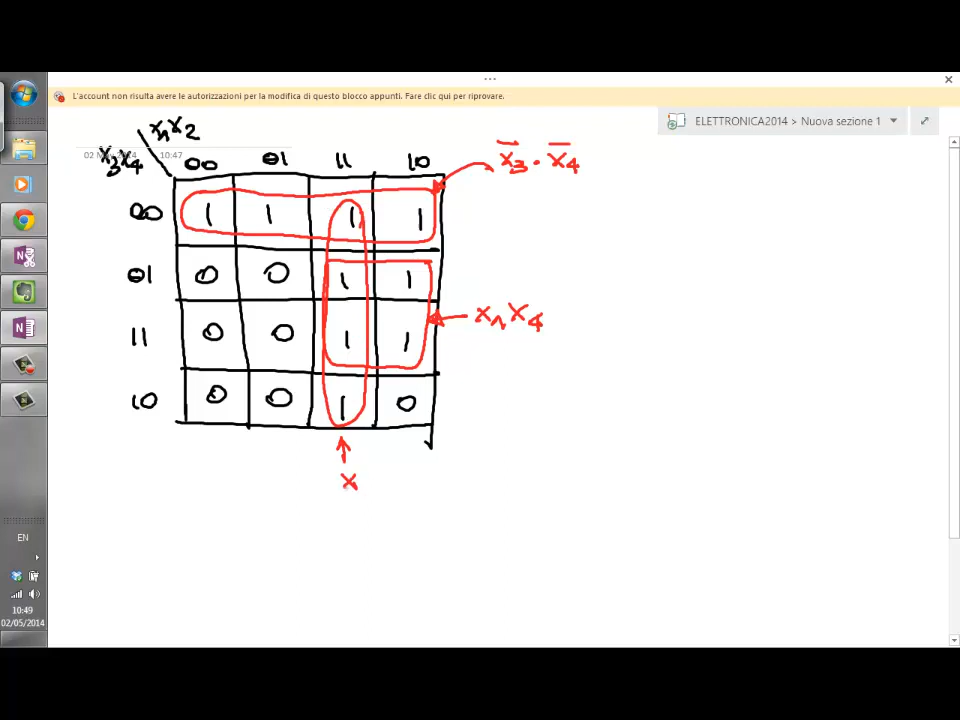 L'account non risulta avere le autorizzazioni per la modifica di questo blocco appunti. Fare clic qui per riprovare.
ELETTRONICA2014 > Nuova sezione 1
x₁x₂
x₃x₄
10:47
00 01 11 10
00 1 1 1 1
01 0 0 1 1
11 0 0 1 1
10 0 0 1 0
x̄₃ · x̄₄
x₁x₄
x
EN
10:49
02/05/2014